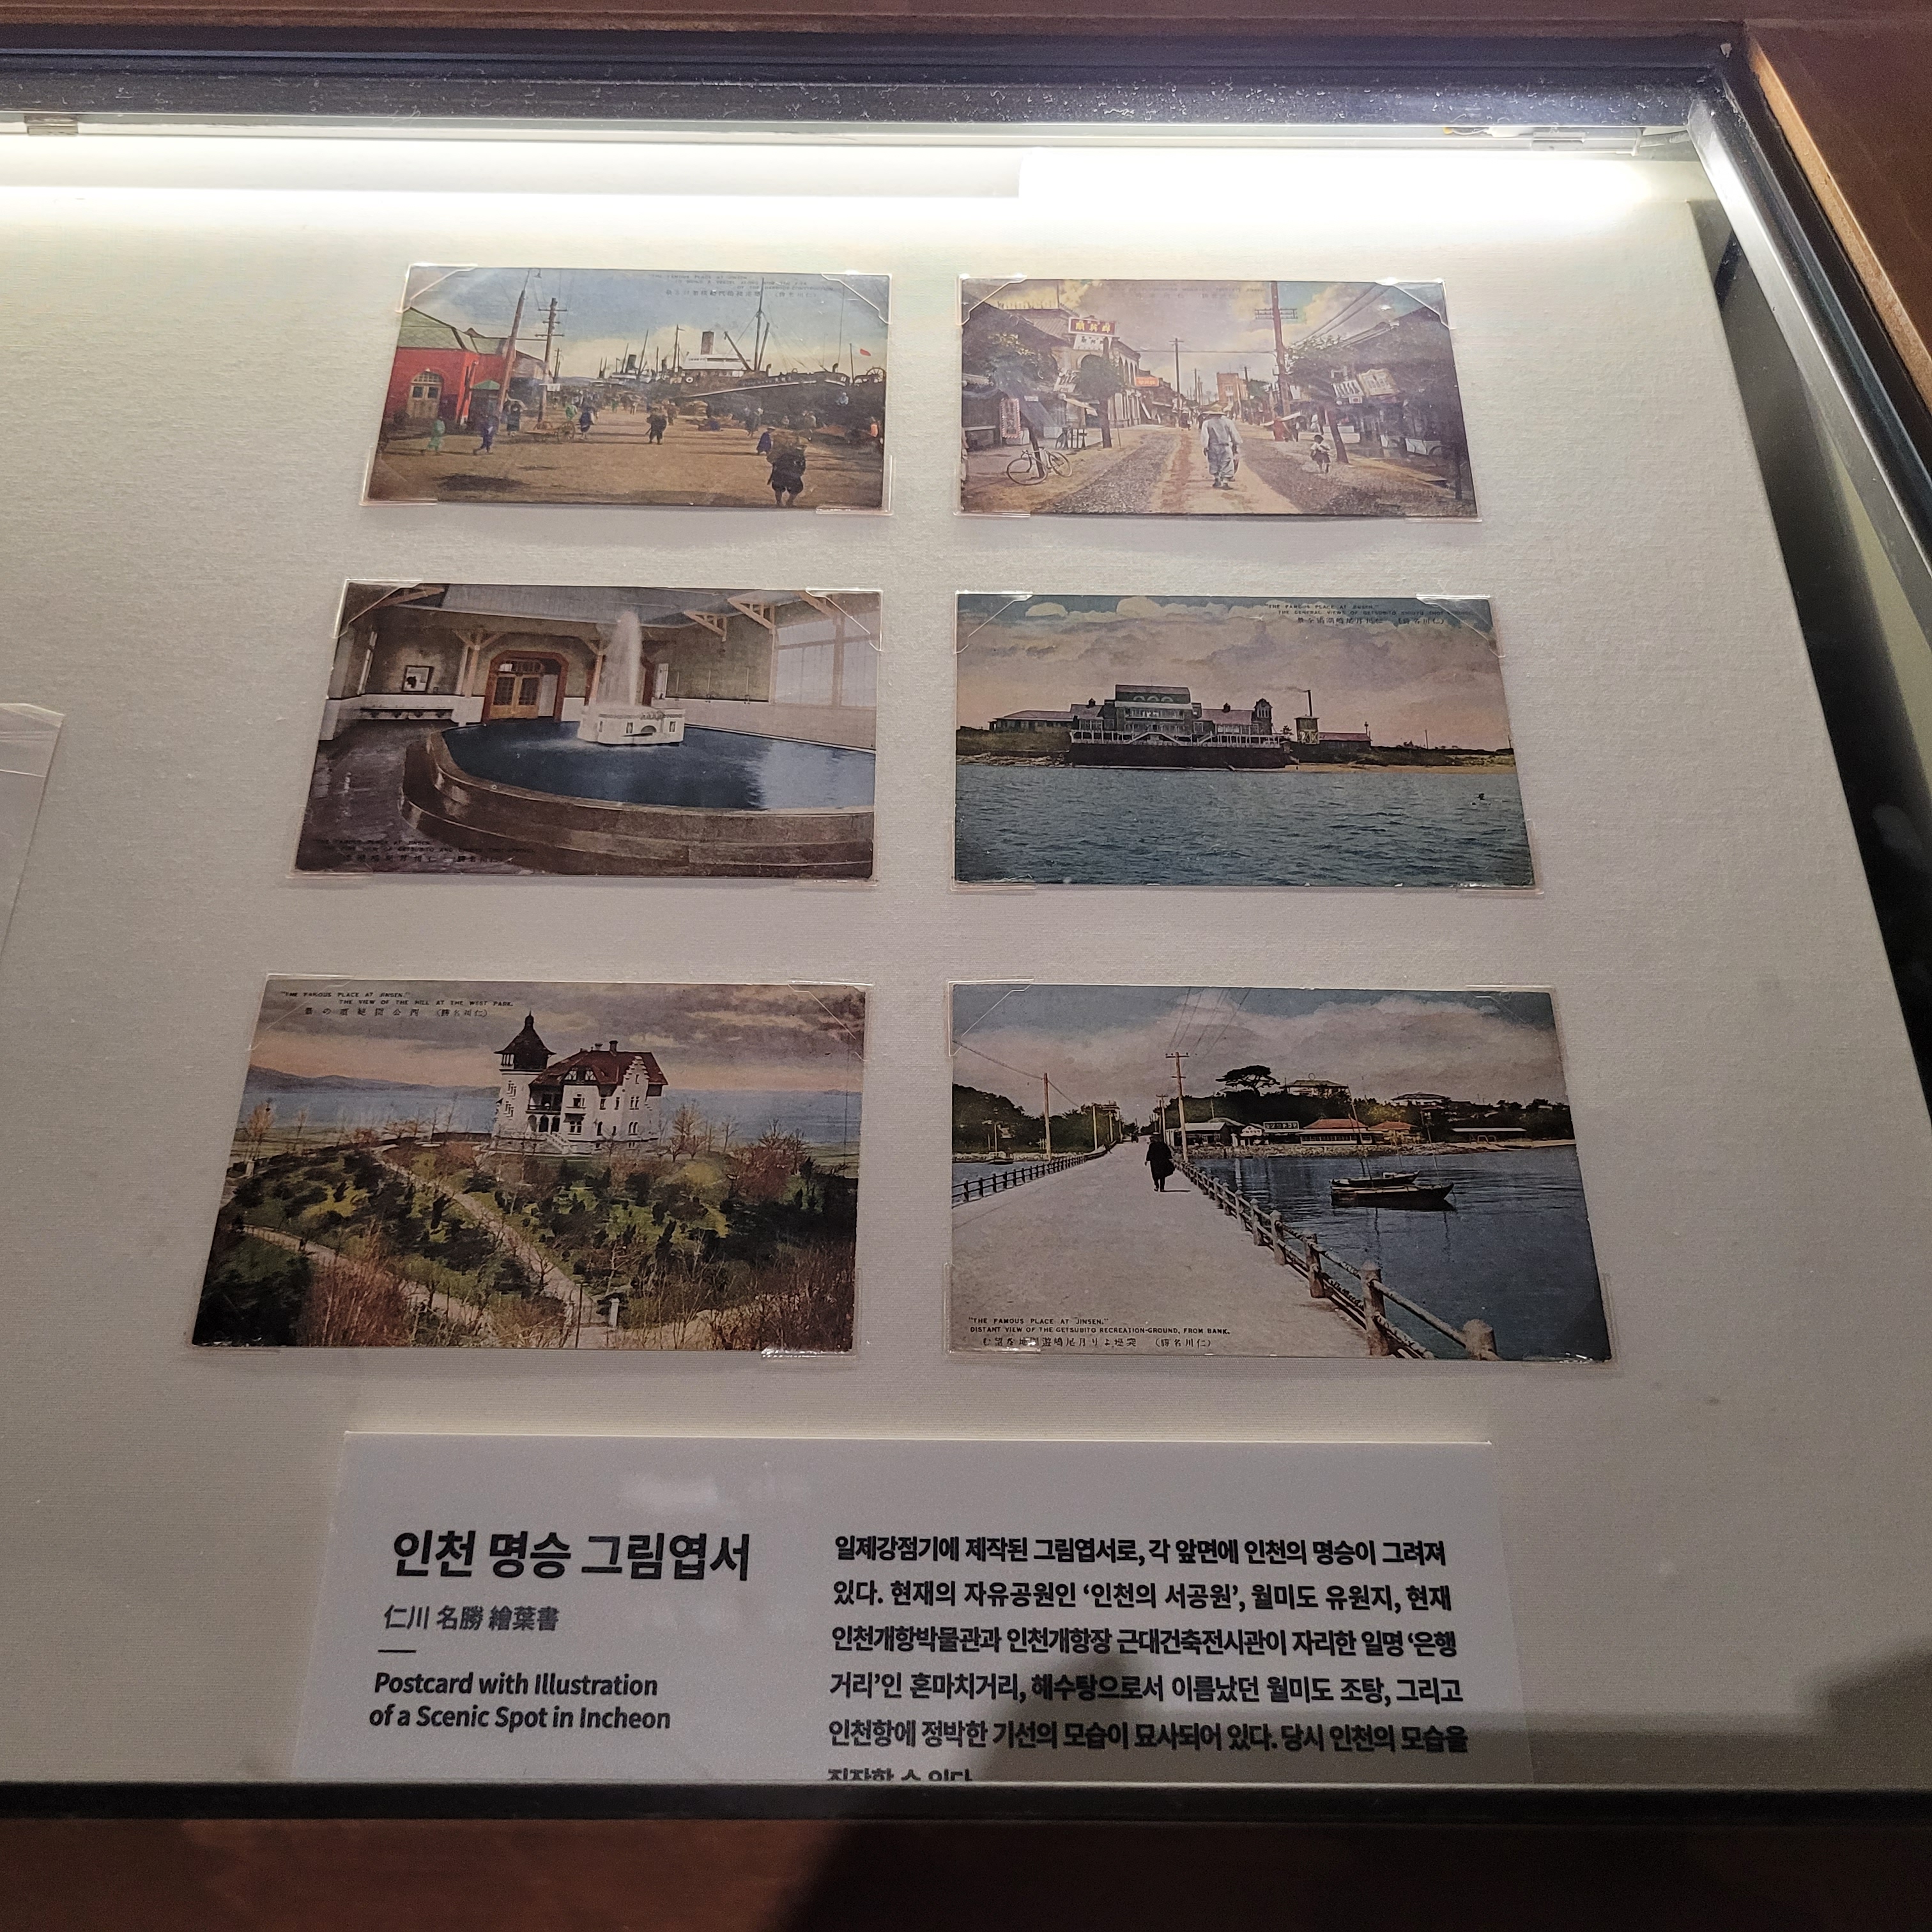 "THE FAMOUS PLACE AT JINSEN."
"THE FAMOUS PLACE AT JINSEN."
THE VIEW OF THE HILL AT THE WEST PARK.
"THE FAMOUS PLACE AT JINSEN."
DISTANT VIEW OF THE GETSUBITO RECREATION-GROUND, FROM BANK.
인천 명승 그림엽서
仁川 名勝 繪葉書
Postcard with Illustration
of a Scenic Spot in Incheon
일제강점기에 제작된 그림엽서로, 각 앞면에 인천의 명승이 그려져
있다. 현재의 자유공원인 ‘인천의 서공원’, 월미도 유원지, 현재
인천개항박물관과 인천개항장 근대건축전시관이 자리한 일명 ‘은행
거리’인 혼마치거리, 해수탕으로서 이름났던 월미도 조탕, 그리고
인천항에 정박한 기선의 모습이 묘사되어 있다. 당시 인천의 모습을